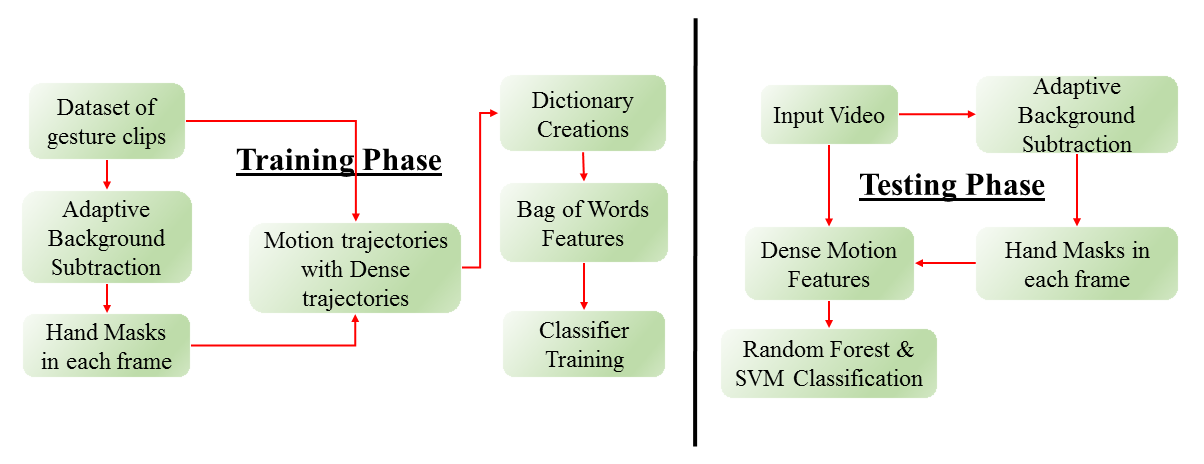 Dataset of
gesture clips
Training Phase
Adaptive
Background
Subtraction
Hand Masks
in each frame
Motion trajectories
with Dense
trajectories
Dictionary
Creations
Bag of Words
Features
Classifier
Training
Input Video
Adaptive
Background
Subtraction
Testing Phase
Dense Motion
Features
Hand Masks in
each frame
Random Forest &
SVM Classification